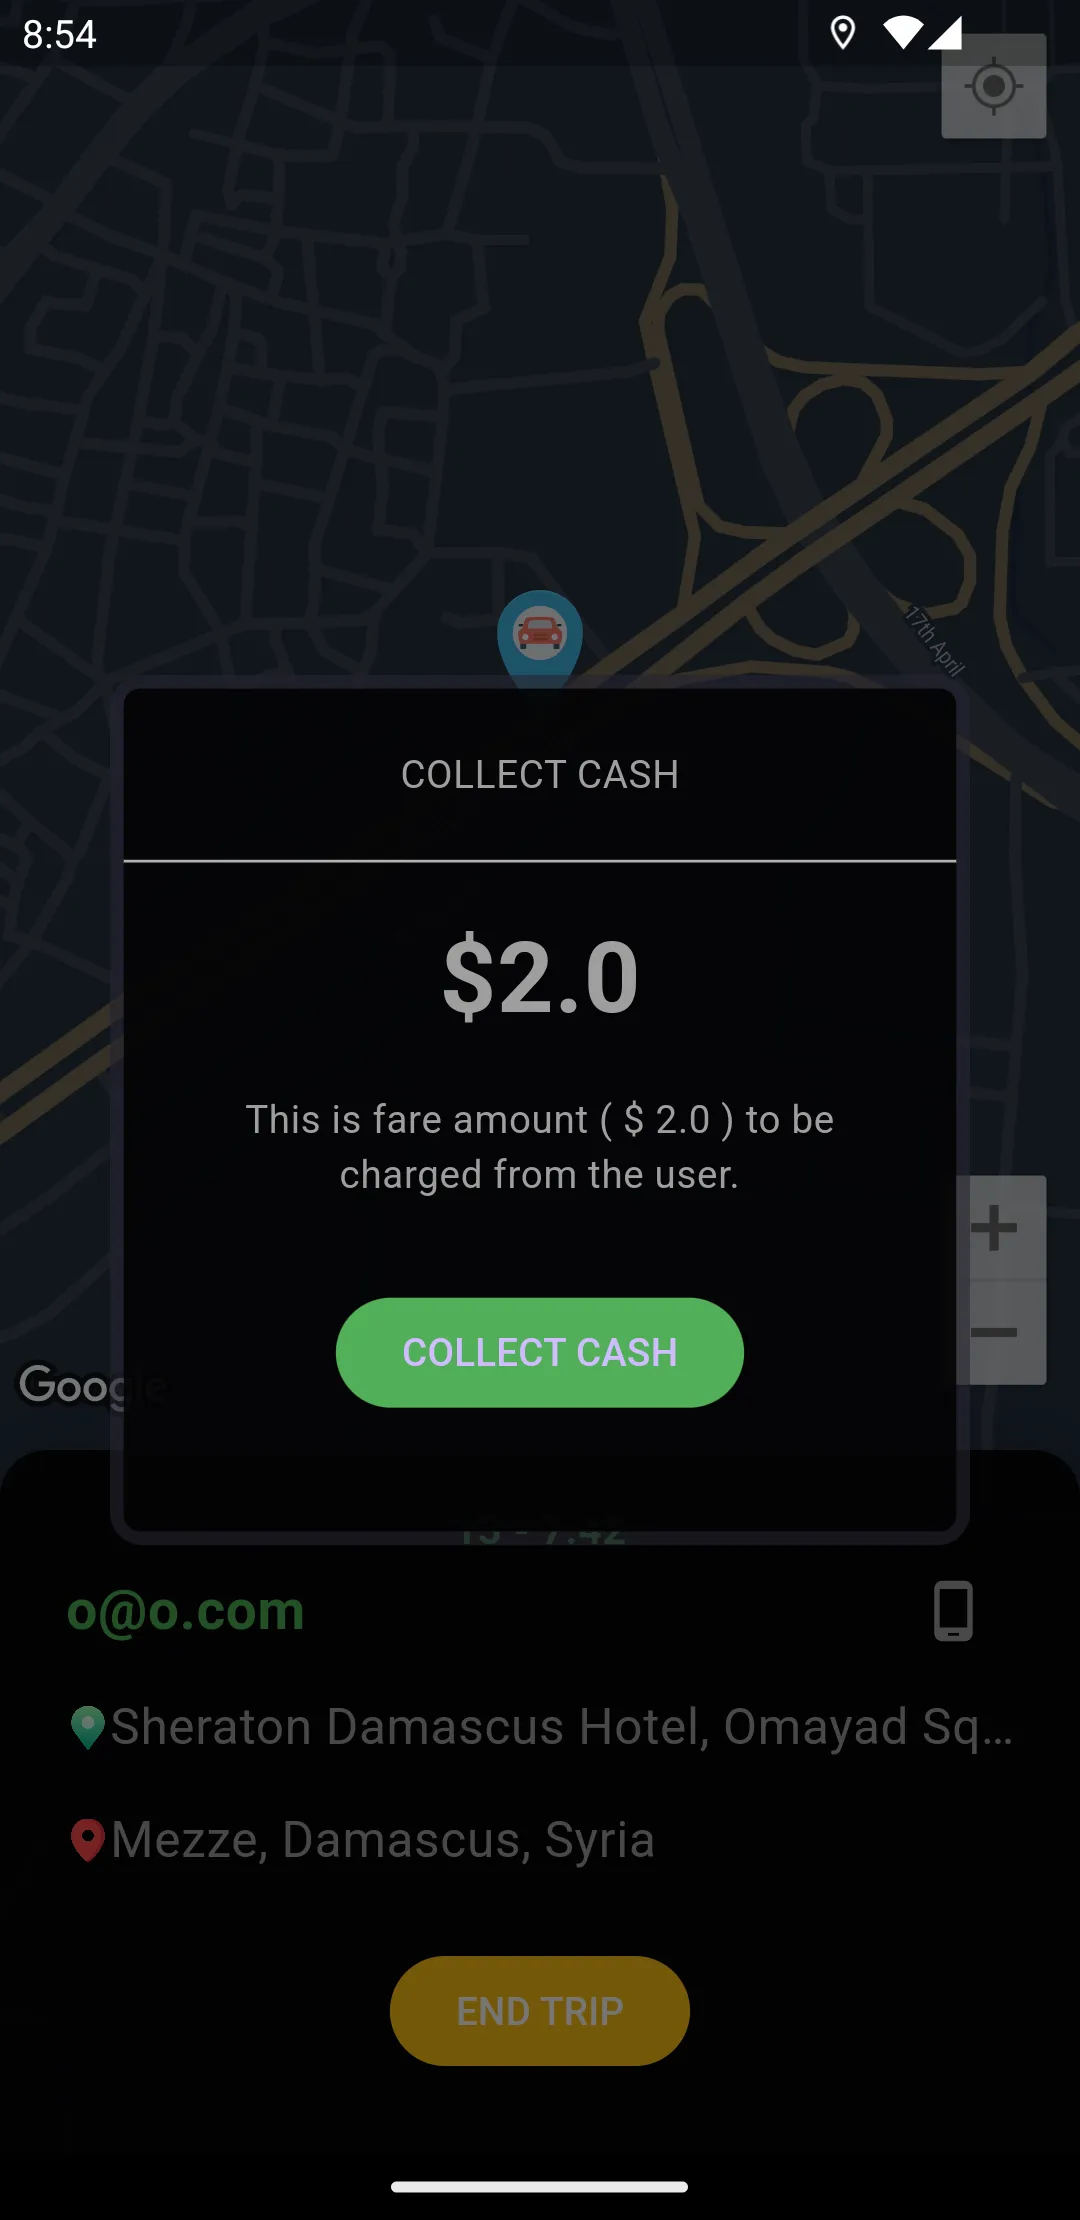 8:54
17th April
COLLECT CASH
$2.0
This is fare amount ( $ 2.0 ) to be
charged from the user.
COLLECT CASH
Google
o@o.com
Sheraton Damascus Hotel, Omayad Sq...
Mezze, Damascus, Syria
END TRIP